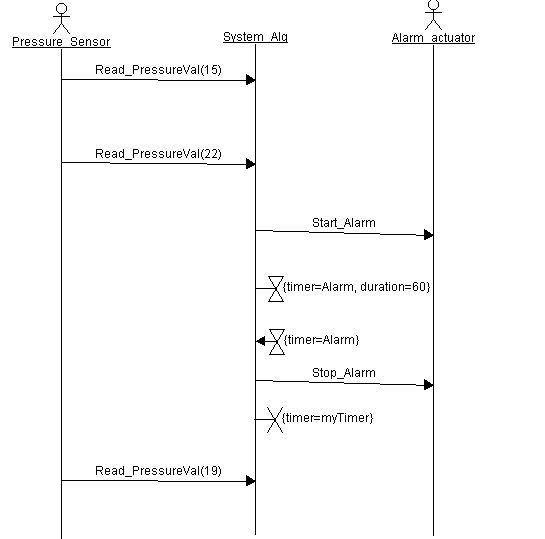 Pressure_Sensor
System_Alg
Alarm_actuator
Read_PressureVal(15)
Read_PressureVal(22)
Start_Alarm
{timer=Alarm, duration=60}
{timer=Alarm}
Stop_Alarm
{timer=myTimer}
Read_PressureVal(19)